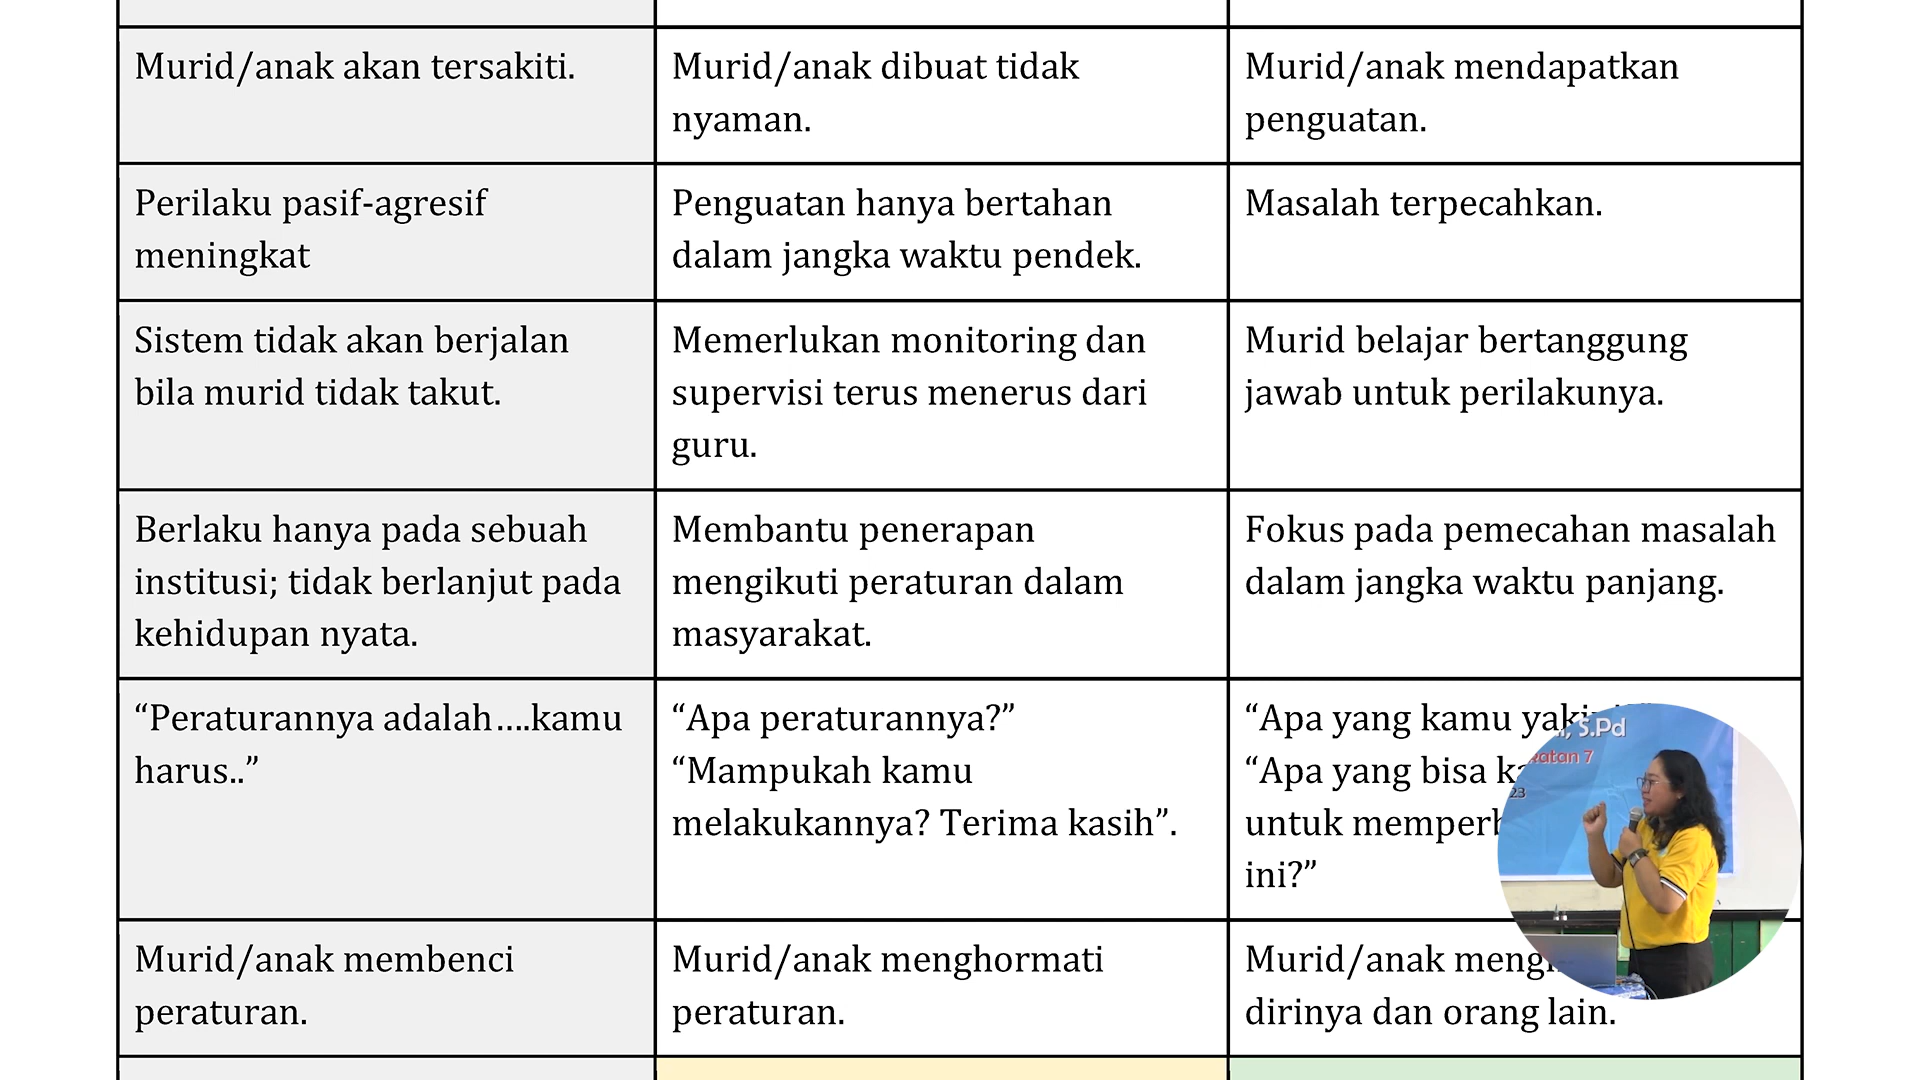 Murid/anak akan tersakiti.
Murid/anak dibuat tidak
nyaman.
Murid/anak mendapatkan
penguatan.
Perilaku pasif-agresif
meningkat
Penguatan hanya bertahan
dalam jangka waktu pendek.
Masalah terpecahkan.
Sistem tidak akan berjalan
bila murid tidak takut.
Memerlukan monitoring dan
supervisi terus menerus dari
guru.
Murid belajar bertanggung
jawab untuk perilakunya.
Berlaku hanya pada sebuah
institusi; tidak berlanjut pada
kehidupan nyata.
Membantu penerapan
mengikuti peraturan dalam
masyarakat.
Fokus pada pemecahan masalah
dalam jangka waktu panjang.
“Peraturannya adalah....kamu
harus..”
“Apa peraturannya?”
“Mampukah kamu
melakukannya? Terima kasih”.
“Apa yang kamu
“Apa yang bisa
untuk
ini?”
Murid/anak membenci
peraturan.
Murid/anak menghormati
peraturan.
Murid/anak
dirinya dan orang lain.
S.Pd
7
23